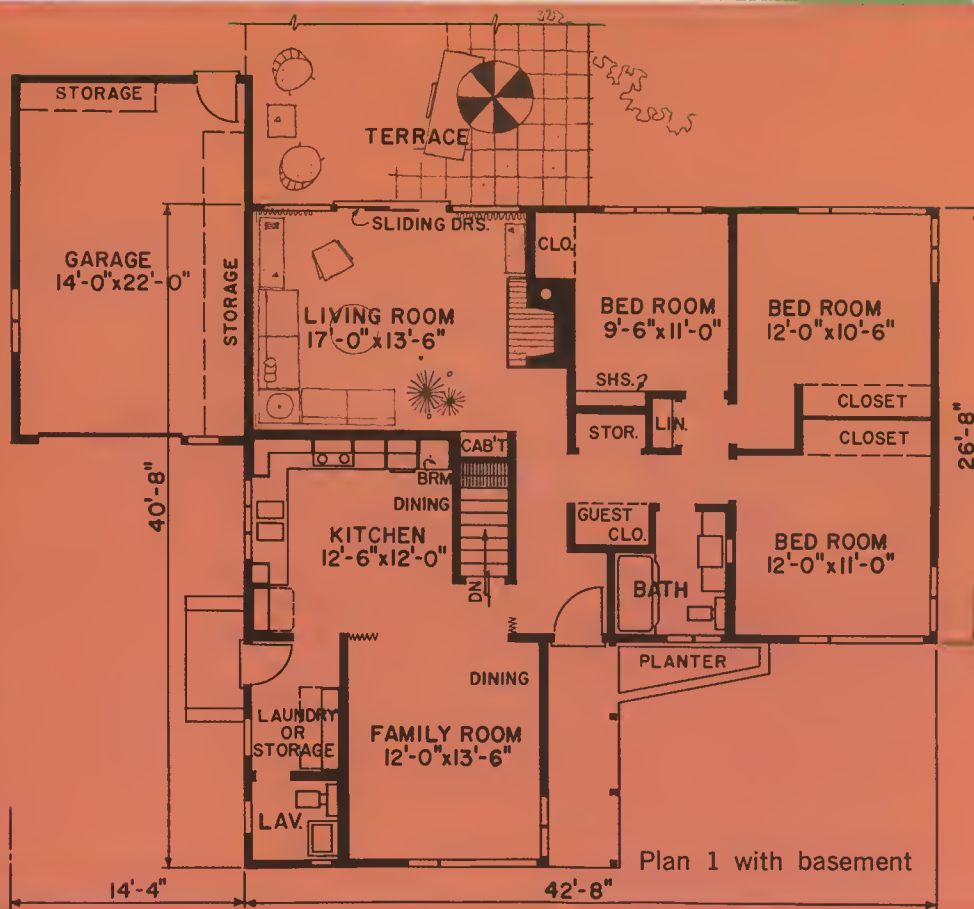 STORAGE
TERRACE
SLIDING DRS.
GARAGE
14'-0"x22'-0"
STORAGE
LIVING ROOM
17'-0"x13'-6"
CLO.
BED ROOM
9'-6"x11'-0"
BED ROOM
12'-0"x10'-6"
SHS.
STOR.
LIN.
CLOSET
CLOSET
26'-8"
40'-8"
CAB'T
BRM
DINING
KITCHEN
12'-6"x12'-0"
DN
GUEST
CLO.
BATH
BED ROOM
12'-0"x11'-0"
PLANTER
DINING
LAUNDRY
OR
STORAGE
FAMILY ROOM
12'-0"x13'-6"
LAV.
Plan 1 with basement
14'-4"
42'-8"